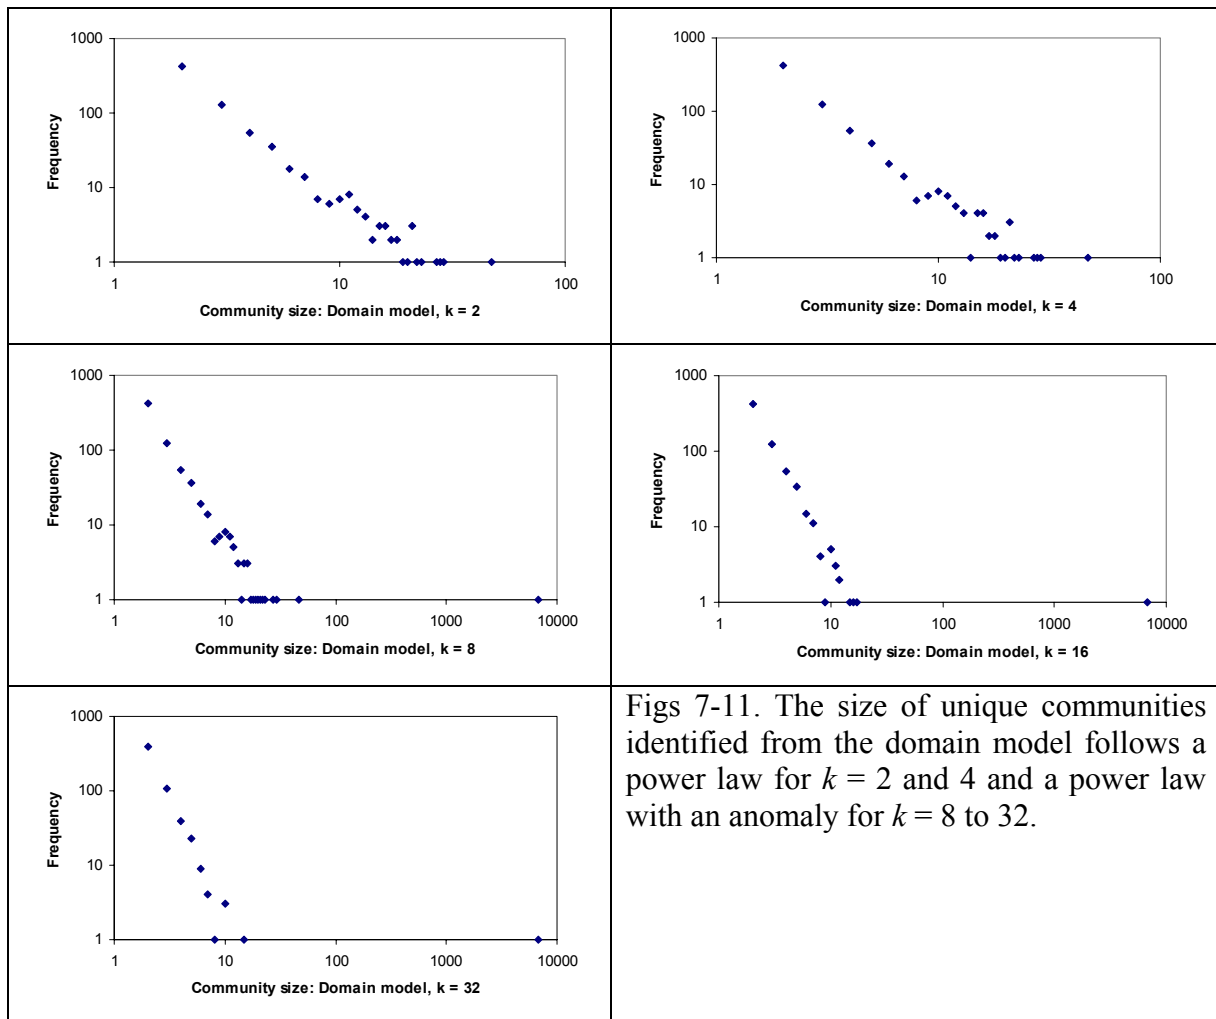 1000
100
10
1
Frequency
1 10 100
Community size: Domain model, k = 2
1000
100
10
1
Frequency
1 10 100
Community size: Domain model, k = 4
1000
100
10
1
Frequency
1 10 100 1000 10000
Community size: Domain model, k = 8
1000
100
10
1
Frequency
1 10 100 1000 10000
Community size: Domain model, k = 16
1000
100
10
1
Frequency
1 10 100 1000 10000
Community size: Domain model, k = 32
Figs 7-11. The size of unique communities
identified from the domain model follows a
power law for k = 2 and 4 and a power law
with an anomaly for k = 8 to 32.